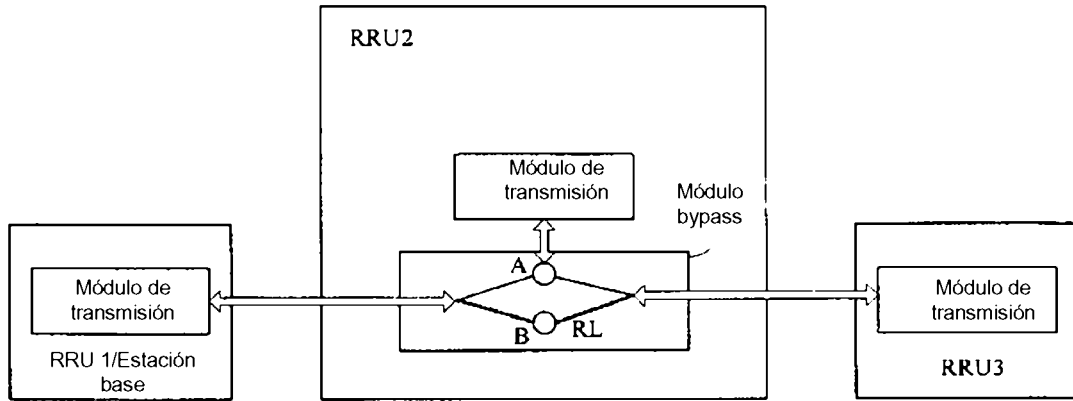 RRU2
Módulo de
transmisión
Módulo
bypass
A
B
RL
Módulo de
transmisión
RRU 1/Estación
base
Módulo de
transmisión
RRU3